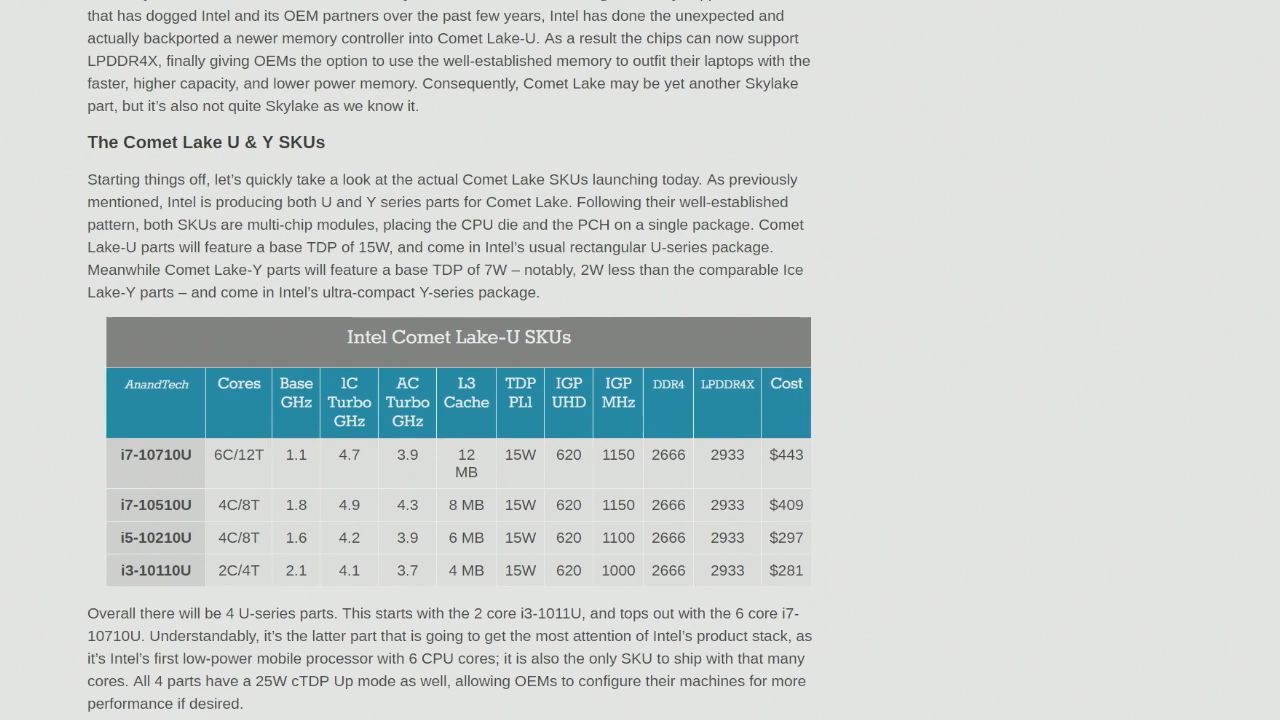 that has dogged Intel and its OEM partners over the past few years, Intel has done the unexpected and
actually backported a newer memory controller into Comet Lake-U. As a result the chips can now support
LPDDR4X, finally giving OEMs the option to use the well-established memory to outfit their laptops with the
faster, higher capacity, and lower power memory. Consequently, Comet Lake may be yet another Skylake
part, but it's also not quite Skylake as we know it.
The Comet Lake U & Y SKUs
Starting things off, let's quickly take a look at the actual Comet Lake SKUs launching today. As previously
mentioned, Intel is producing both U and Y series parts for Comet Lake. Following their well-established
pattern, both SKUs are multi-chip modules, placing the CPU die and the PCH on a single package. Comet
Lake-U parts will feature a base TDP of 15W, and come in Intel's usual rectangular U-series package.
Meanwhile Comet Lake-Y parts will feature a base TDP of 7W – notably, 2W less than the comparable Ice
Lake-Y parts – and come in Intel's ultra-compact Y-series package.
Intel Comet Lake-U SKUs
AnandTech Cores Base GHz 1C Turbo GHz AC Turbo GHz L3 Cache TDP PL1 IGP UHD IGP MHz DDR4 LPDDR4X Cost
i7-10710U 6C/12T 1.1 4.7 3.9 12 MB 15W 620 1150 2666 2933 $443
i7-10510U 4C/8T 1.8 4.9 4.3 8 MB 15W 620 1150 2666 2933 $409
i5-10210U 4C/8T 1.6 4.2 3.9 6 MB 15W 620 1100 2666 2933 $297
i3-10110U 2C/4T 2.1 4.1 3.7 4 MB 15W 620 1000 2666 2933 $281
Overall there will be 4 U-series parts. This starts with the 2 core i3-1011U, and tops out with the 6 core i7-
10710U. Understandably, it's the latter part that is going to get the most attention of Intel's product stack, as
it's Intel's first low-power mobile processor with 6 CPU cores; it is also the only SKU to ship with that many
cores. All 4 parts have a 25W cTDP Up mode as well, allowing OEMs to configure their machines for more
performance if desired.